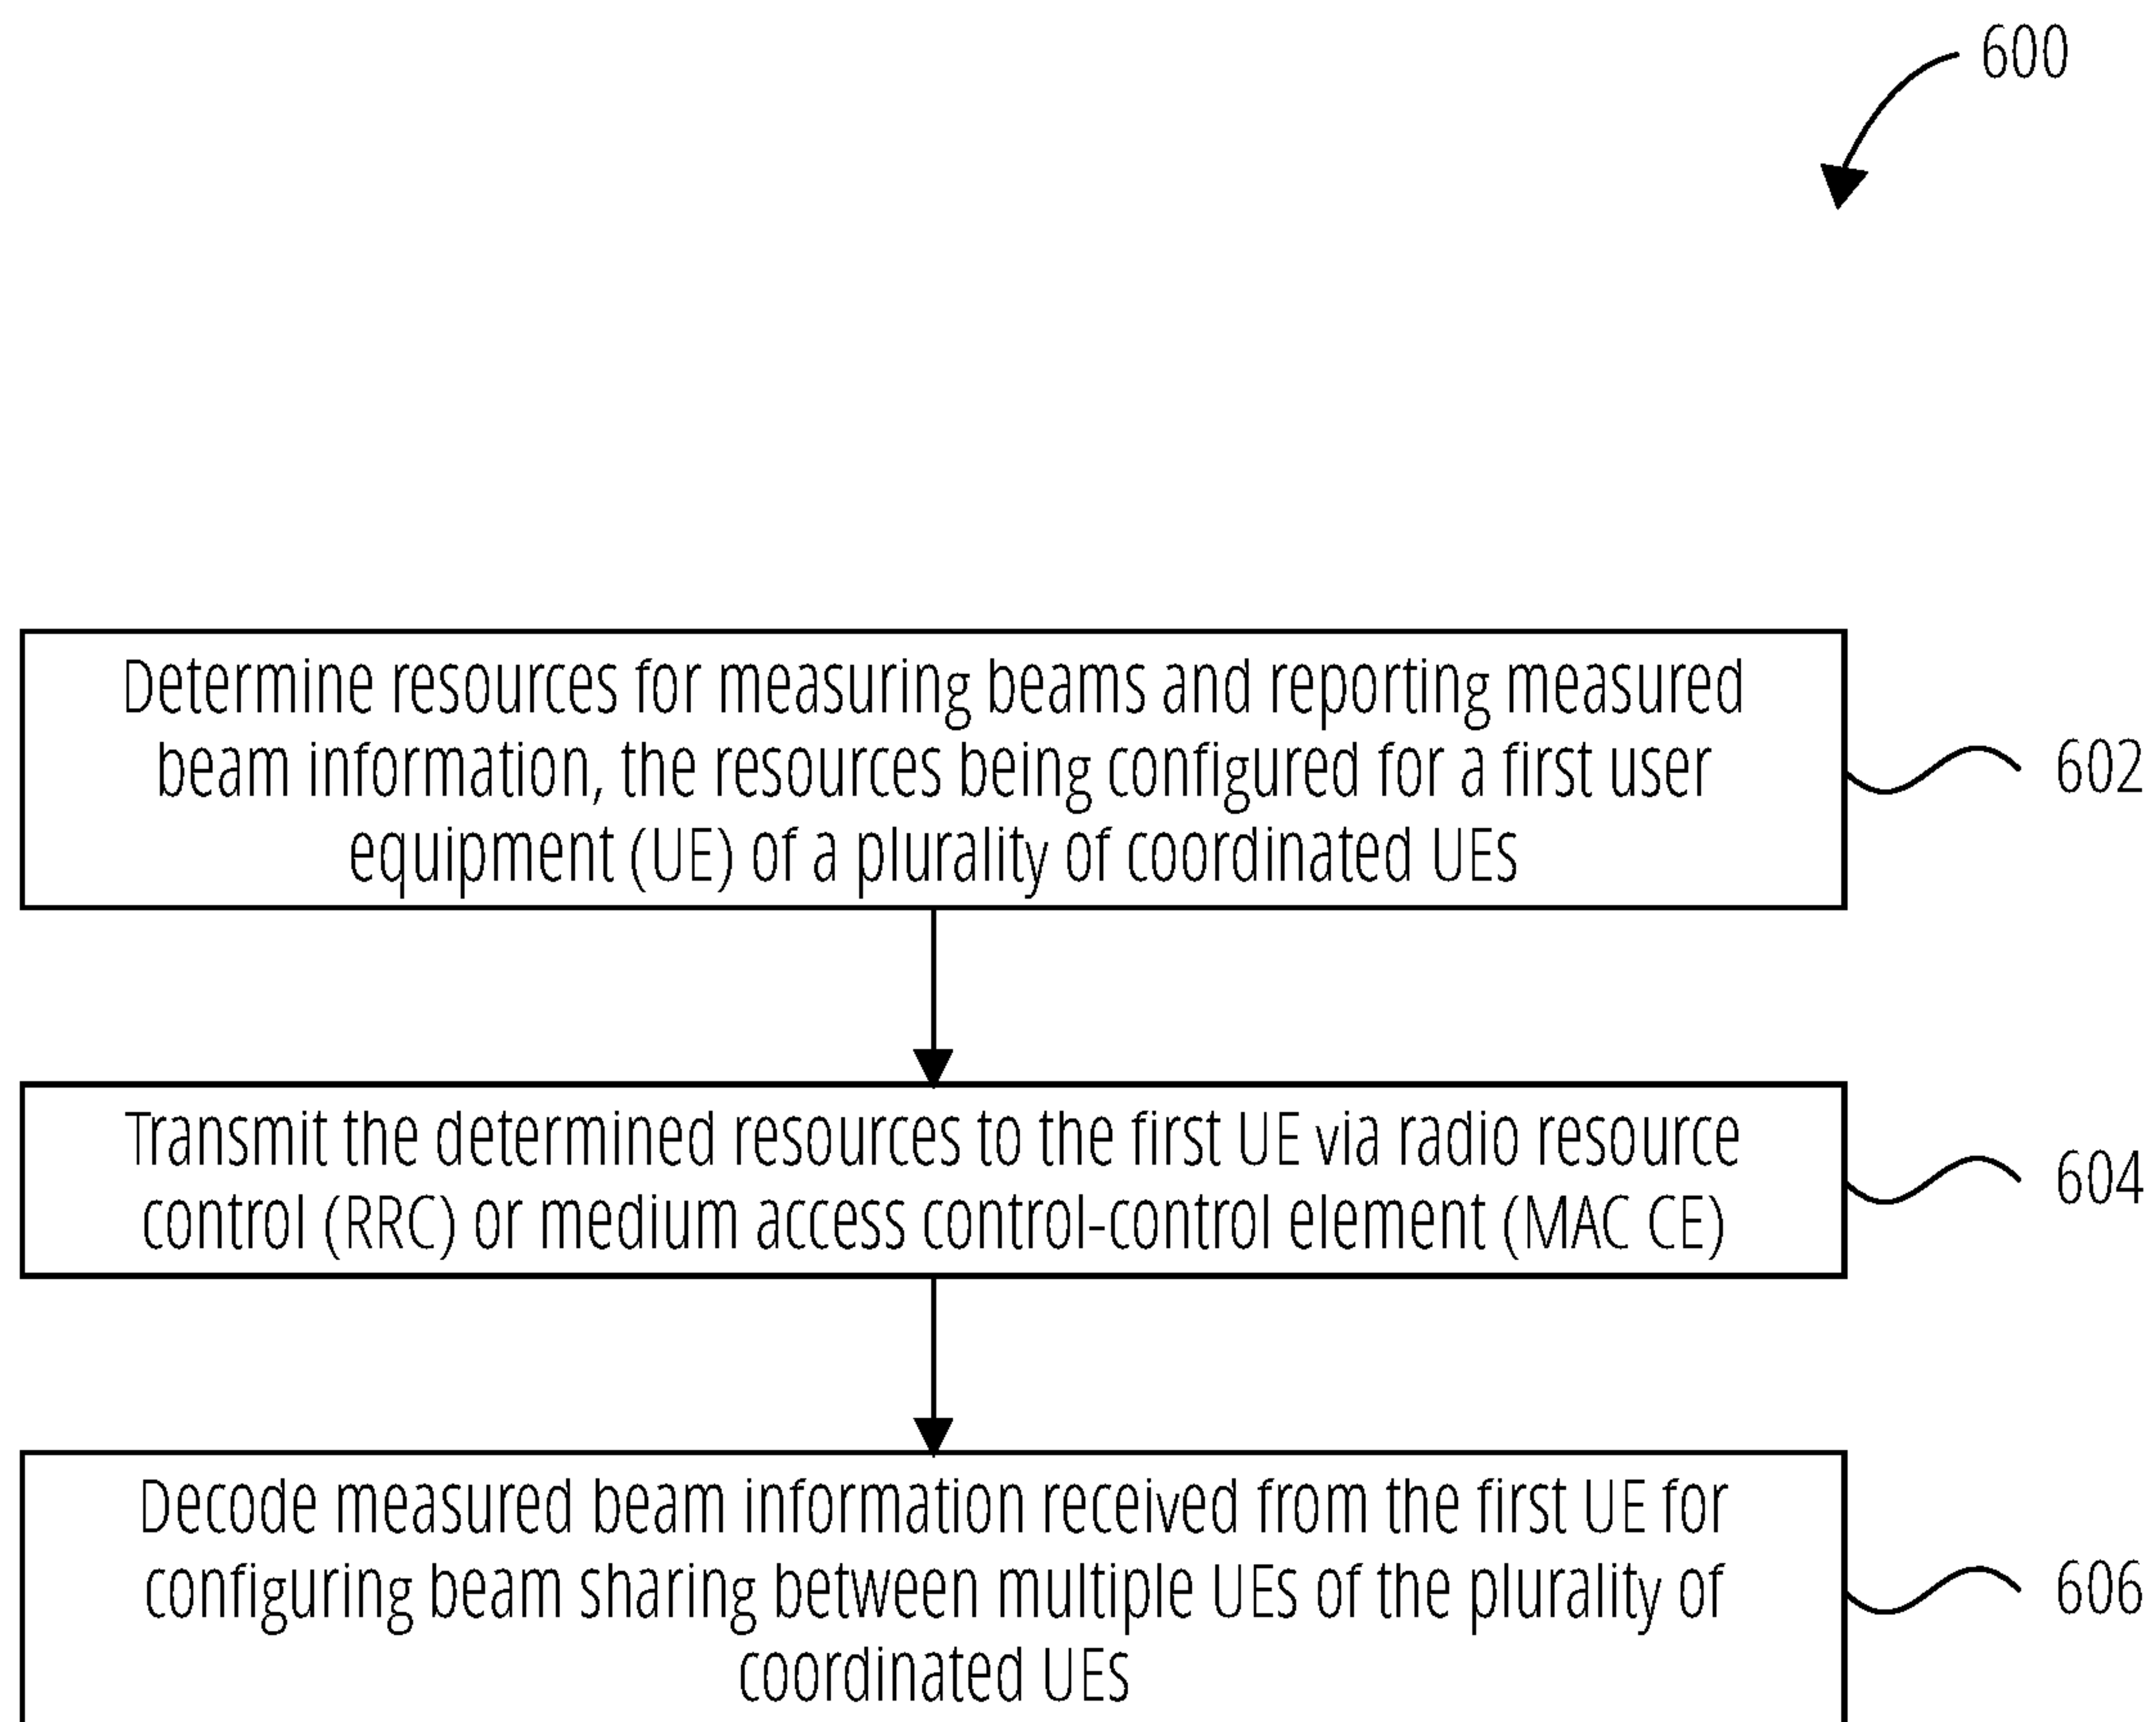 600
Determine resources for measuring beams and reporting measured
beam information, the resources being configured for a first user
equipment (UE) of a plurality of coordinated UEs
602
Transmit the determined resources to the first UE via radio resource
control (RRC) or medium access control-control element (MAC CE)
604
Decode measured beam information received from the first UE for
configuring beam sharing between multiple UEs of the plurality of
coordinated UEs
606